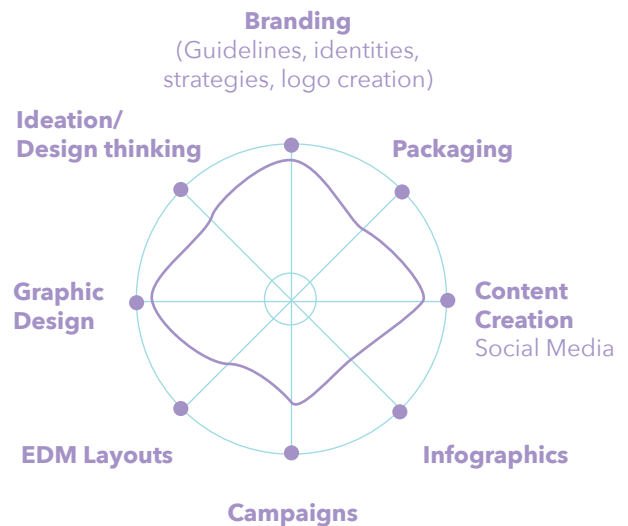 Branding
(Guidelines, identities,
strategies, logo creation)
Ideation/
Design thinking
Packaging
Graphic
Design
Content
Creation
Social Media
EDM Layouts
Infographics
Campaigns